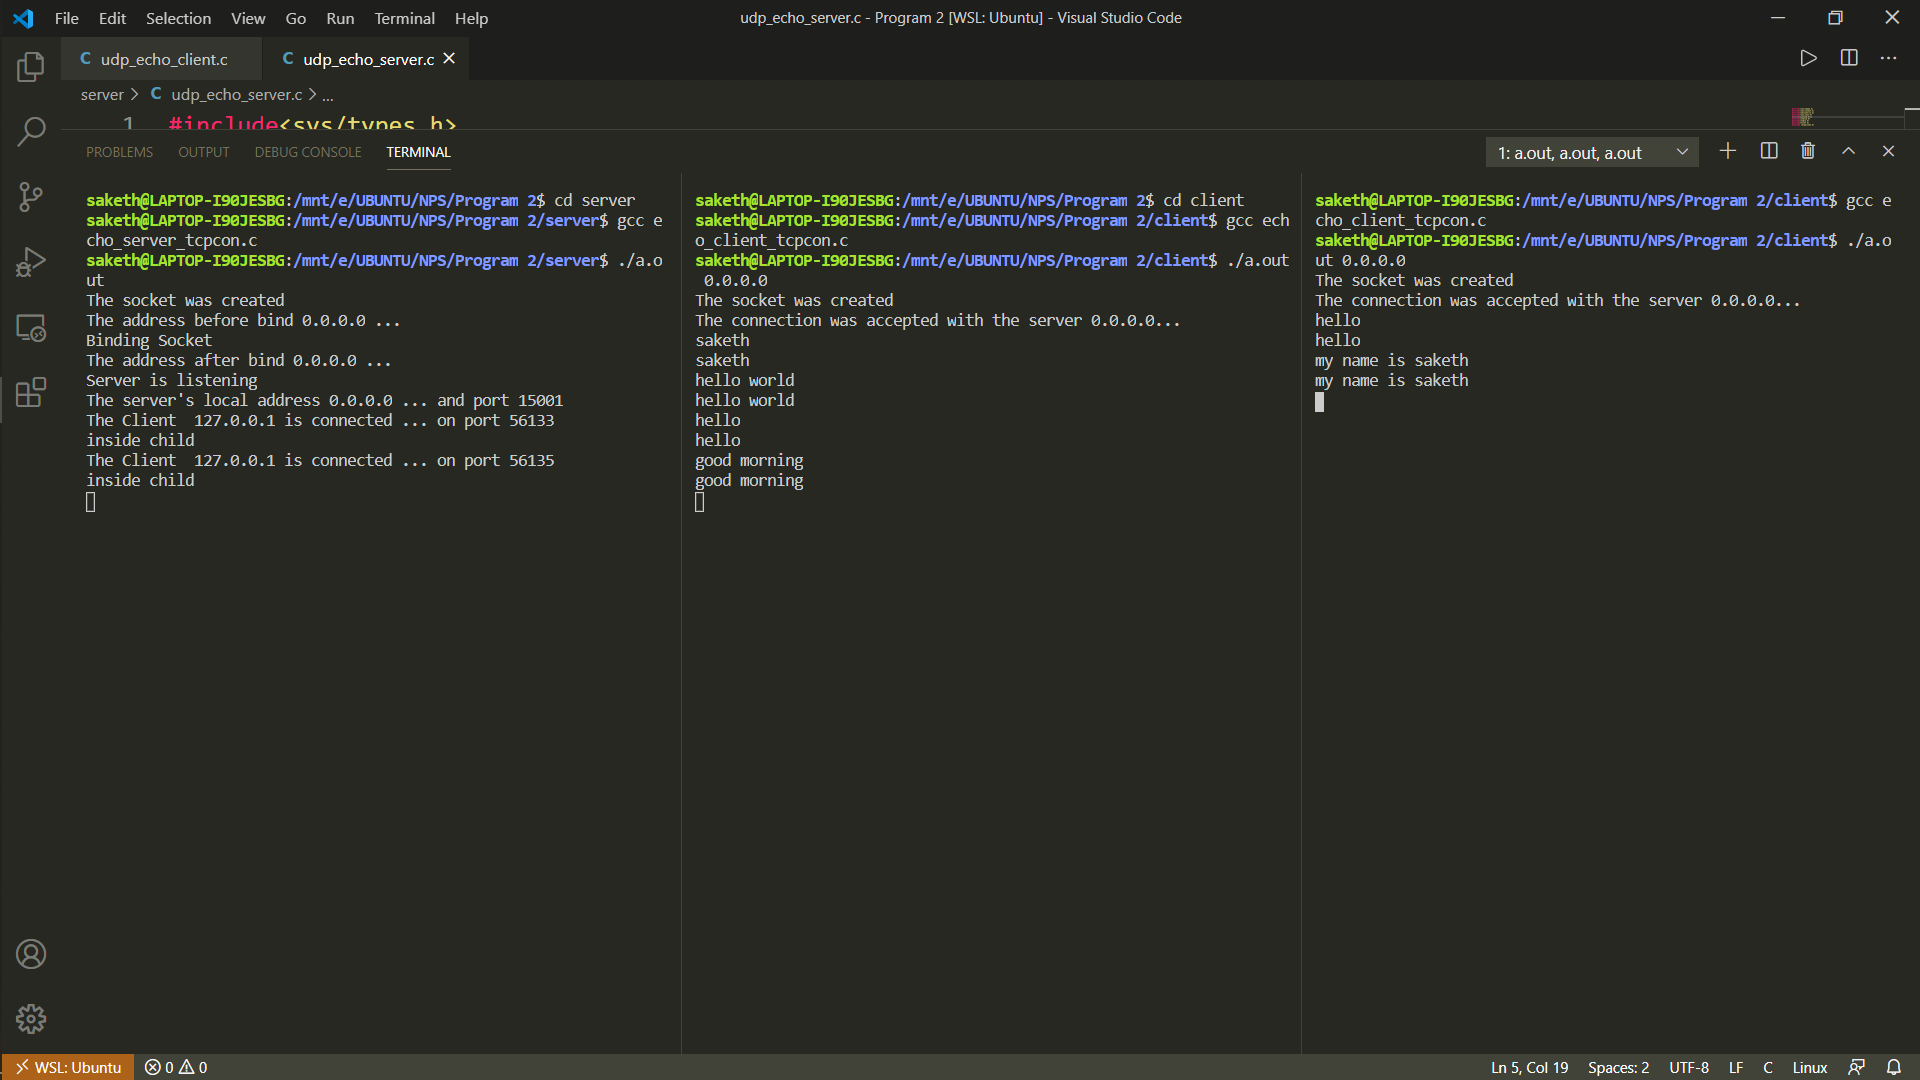 File Edit Selection View Go Run Terminal Help
udp_echo_server.c - Program 2 [WSL: Ubuntu] - Visual Studio Code
C udp_echo_client.c
C udp_echo_server.c
server > C udp_echo_server.c > ...
1 #include<sys/types.h>
PROBLEMS OUTPUT DEBUG CONSOLE TERMINAL
1: a.out, a.out, a.out
saketh@LAPTOP-I90JESBG:/mnt/e/UBUNTU/NPS/Program 2$ cd server
saketh@LAPTOP-I90JESBG:/mnt/e/UBUNTU/NPS/Program 2/server$ gcc e
cho_server_tcpcon.c
saketh@LAPTOP-I90JESBG:/mnt/e/UBUNTU/NPS/Program 2/server$ ./a.o
ut
The socket was created
The address before bind 0.0.0.0 ...
Binding Socket
The address after bind 0.0.0.0 ...
Server is listening
The server's local address 0.0.0.0 ... and port 15001
The Client  127.0.0.1 is connected ... on port 56133
inside child
The Client  127.0.0.1 is connected ... on port 56135
inside child
saketh@LAPTOP-I90JESBG:/mnt/e/UBUNTU/NPS/Program 2$ cd client
saketh@LAPTOP-I90JESBG:/mnt/e/UBUNTU/NPS/Program 2/client$ gcc ech
o_client_tcpcon.c
saketh@LAPTOP-I90JESBG:/mnt/e/UBUNTU/NPS/Program 2/client$ ./a.out
0.0.0.0
The socket was created
The connection was accepted with the server 0.0.0.0...
saketh
saketh
hello world
hello world
hello
hello
good morning
good morning
saketh@LAPTOP-I90JESBG:/mnt/e/UBUNTU/NPS/Program 2/client$ gcc e
cho_client_tcpcon.c
saketh@LAPTOP-I90JESBG:/mnt/e/UBUNTU/NPS/Program 2/client$ ./a.o
ut 0.0.0.0
The socket was created
The connection was accepted with the server 0.0.0.0...
hello
hello
my name is saketh
my name is saketh
WSL: Ubuntu 0 0
Ln 5, Col 19 Spaces: 2 UTF-8 LF C Linux